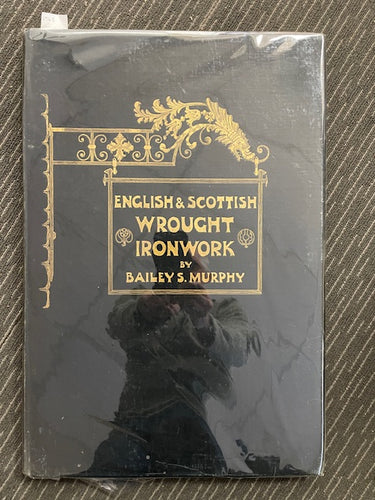 ENGLISH & SCOTTISH
WROUGHT
IRONWORK
BY
BAILEY S. MURPHY